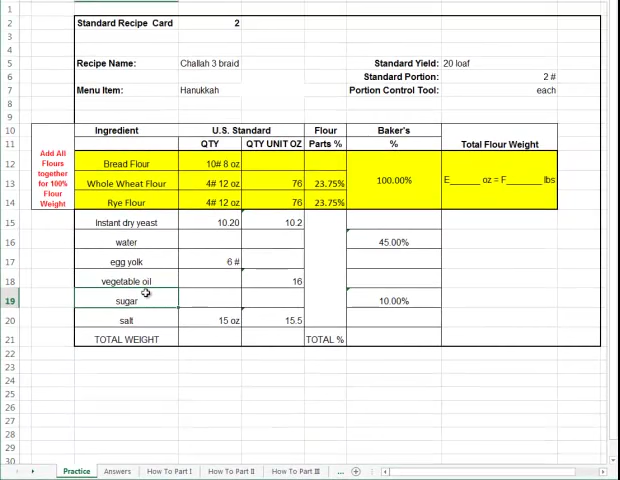 1
2 Standard Recipe Card 2
3
4
5 Recipe Name: Challah 3 braid Standard Yield: 20 loaf
6 Standard Portion: 2 #
7 Menu Item: Hanukkah Portion Control Tool: each
8
9
10 Ingredient U.S. Standard Flour Baker's
11 QTY QTY UNIT OZ Parts % % Total Flour Weight
Add All
Flours
together
for 100%
Flour
Weight
12 Bread Flour 10# 8 oz
13 Whole Wheat Flour 4# 12 oz 76 23.75% 100.00% E______ oz = F_______ lbs
14 Rye Flour 4# 12 oz 76 23.75%
15 Instant dry yeast 10.20 10.2
16 water 45.00%
17 egg yolk 6 #
18 vegetable oil 16
19 sugar 10.00%
20 salt 15 oz 15.5
21 TOTAL WEIGHT TOTAL %
22
23
24
25
26
27
28
29
30
Practice Answers How To Part I How To Part II How To Part III ...